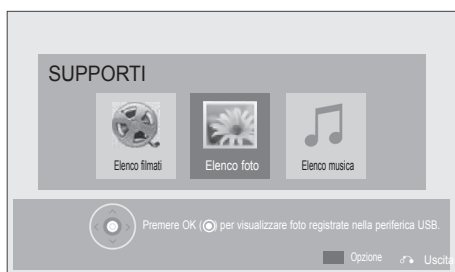 SUPPORTI
Elenco filmati Elenco foto Elenco musica
Premere OK (◉) per visualizzare foto registrate nella periferica USB.
Opzione Uscita